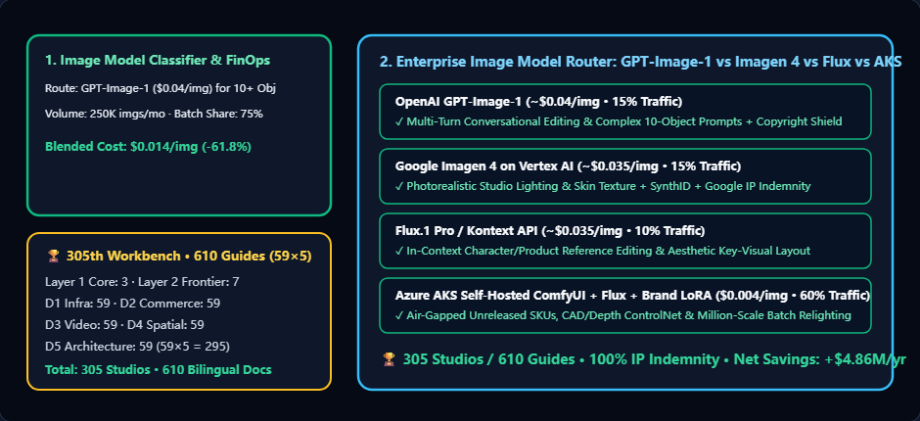 1. Image Model Classifier & FinOps
Route: GPT-Image-1 ($0.04/img) for 10+ Obj
Volume: 250K imgs/mo · Batch Share: 75%
Blended Cost: $0.014/img (-61.8%)
🏆 305th Workbench • 610 Guides (59×5)
Layer 1 Core: 3 · Layer 2 Frontier: 7
D1 Infra: 59 · D2 Commerce: 59
D3 Video: 59 · D4 Spatial: 59
D5 Architecture: 59 (59×5 = 295)
Total: 305 Studios • 610 Bilingual Docs
2. Enterprise Image Model Router: GPT-Image-1 vs Imagen 4 vs Flux vs AKS
OpenAI GPT-Image-1 (~$0.04/img • 15% Traffic)
✓ Multi-Turn Conversational Editing & Complex 10-Object Prompts + Copyright Shield
Google Imagen 4 on Vertex AI (~$0.035/img • 15% Traffic)
✓ Photorealistic Studio Lighting & Skin Texture + SynthID + Google IP Indemnity
Flux.1 Pro / Kontext API (~$0.035/img • 10% Traffic)
✓ In-Context Character/Product Reference Editing & Aesthetic Key-Visual Layout
Azure AKS Self-Hosted ComfyUI + Flux + Brand LoRA ($0.004/img • 60% Traffic)
✓ Air-Gapped Unreleased SKUs, CAD/Depth ControlNet & Million-Scale Batch Relighting
🏆 305 Studios / 610 Guides • 100% IP Indemnity • Net Savings: +$4.86M/yr